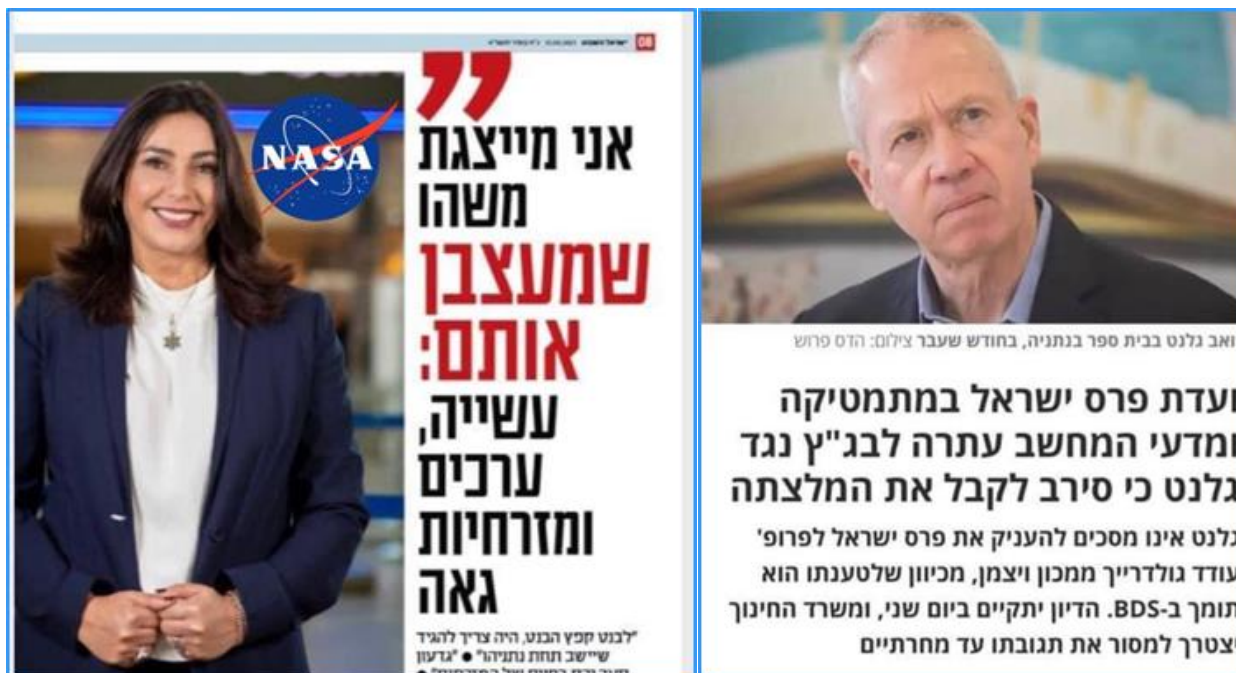 08
ישראל השבוע
NASA
"
אני מייצגת
משהו
שמעצבן
אותם:
עשייה,
ערכים
ומזרחיות
גאה
"לבנט קפץ הבנט, היה צריך להגיד
שיישב תחת נתניהו" ● "גדעון
ואב גלנט בבית ספר בנתניה, בחודש שעבר צילום: הדס פרוש
ועדת פרס ישראל במתמטיקה
ומדעי המחשב עתרה לבג"ץ נגד
גלנט כי סירב לקבל את המלצתה
גלנט אינו מסכים להעניק את פרס ישראל לפרופ'
עודד גולדרייך ממכון ויצמן, מכיוון שלטענתו הוא
תומך ב-BDS. הדיון יתקיים ביום שני, ומשרד החינוך
יצטרך למסור את תגובתו עד מחרתיים